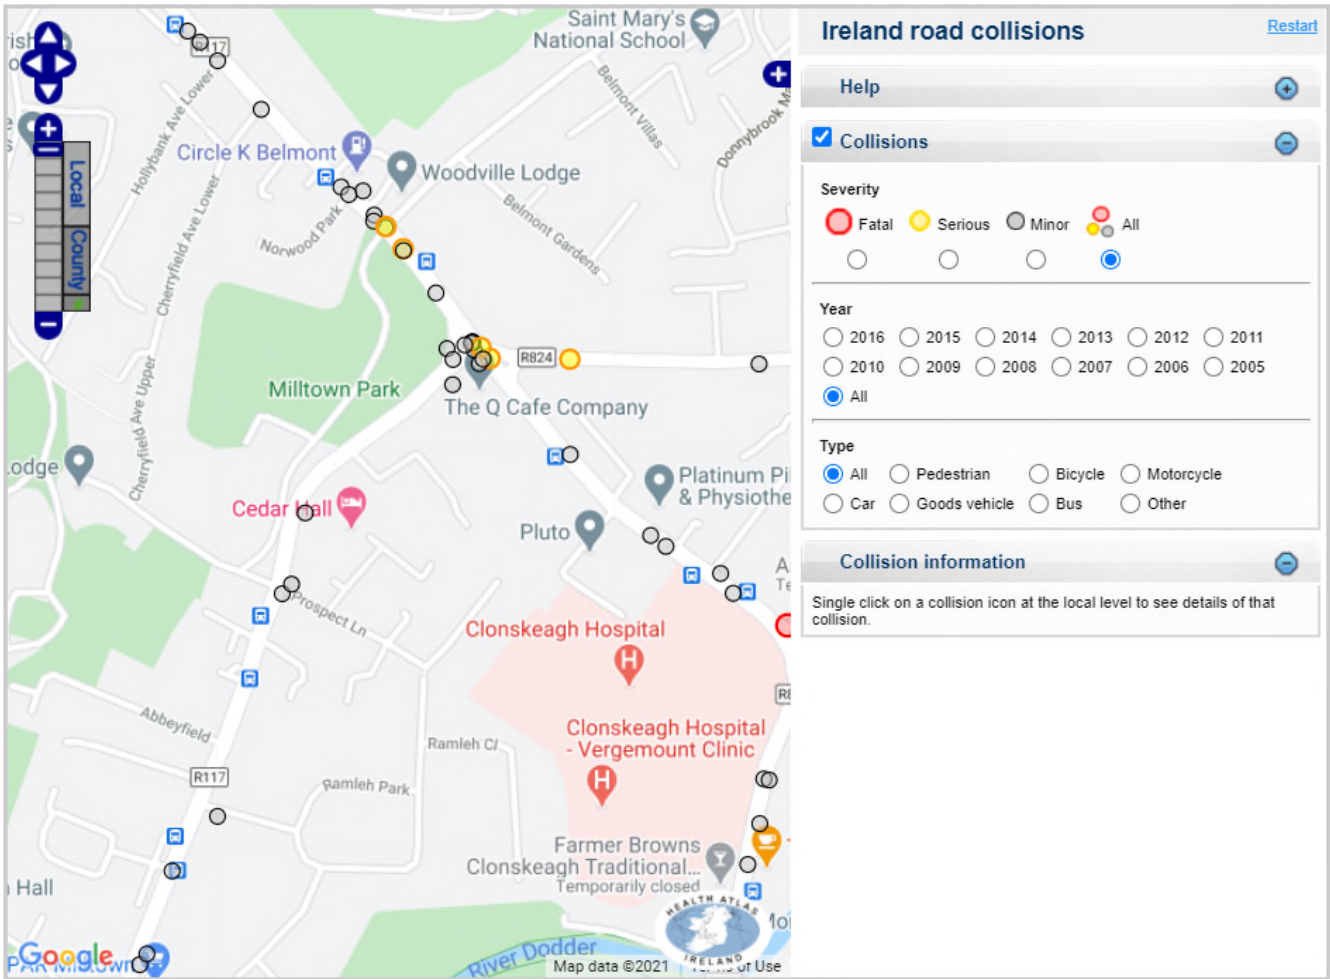 Saint Mary's
National School
R117
Hollybank Ave Lower
Belmont Villas
Circle K Belmont
Woodville Lodge
Cherryfield Ave Lower
Norwood Park
Belmont Gardens
Local
County
R824
Milltown Park
The Q Cafe Company
Cherryfield Ave Upper
Platinum
& Physiothe
Cedar Hall
Pluto
Prospect Ln
Clonskeagh Hospital
Clonskeagh Hospital
- Vergemount Clinic
Abbeyfield
Ramleh Cl
R117
Ramleh Park
Farmer Browns
Clonskeagh Traditional...
Temporarily closed
Hall
HEALTH ATLAS
IRELAND
Google
River Dodder
Map data ©2021
of Use
Ireland road collisions
Restart
Help
Collisions
Severity
Fatal Serious Minor All
Year
2016 2015 2014 2013 2012 2011
2010 2009 2008 2007 2006 2005
All
Type
All Pedestrian Bicycle Motorcycle
Car Goods vehicle Bus Other
Collision information
Single click on a collision icon at the local level to see details of that
collision.